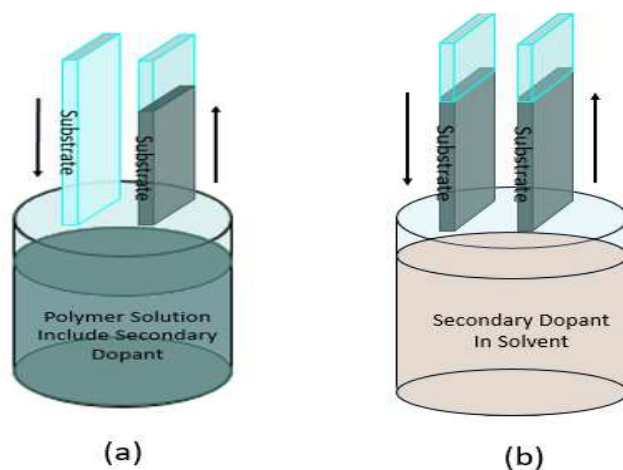 Substrate
Substrate
Polymer Solution
Include Secondary
Dopant
(a)
Substrate
Substrate
Secondary Dopant
In Solvent
(b)